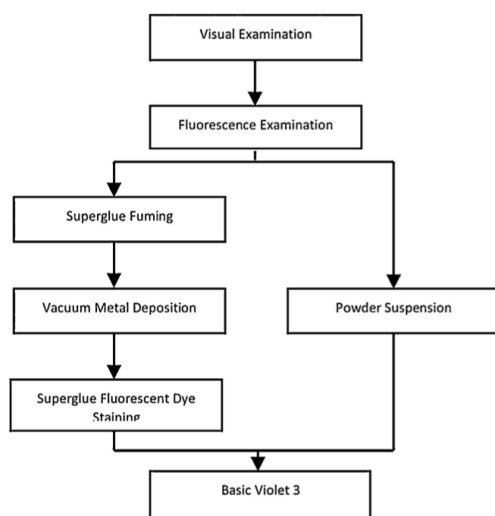 Visual Examination
Fluorescence Examination
Superglue Fuming
Vacuum Metal Deposition
Powder Suspension
Superglue Fluorescent Dye
Staining
Basic Violet 3